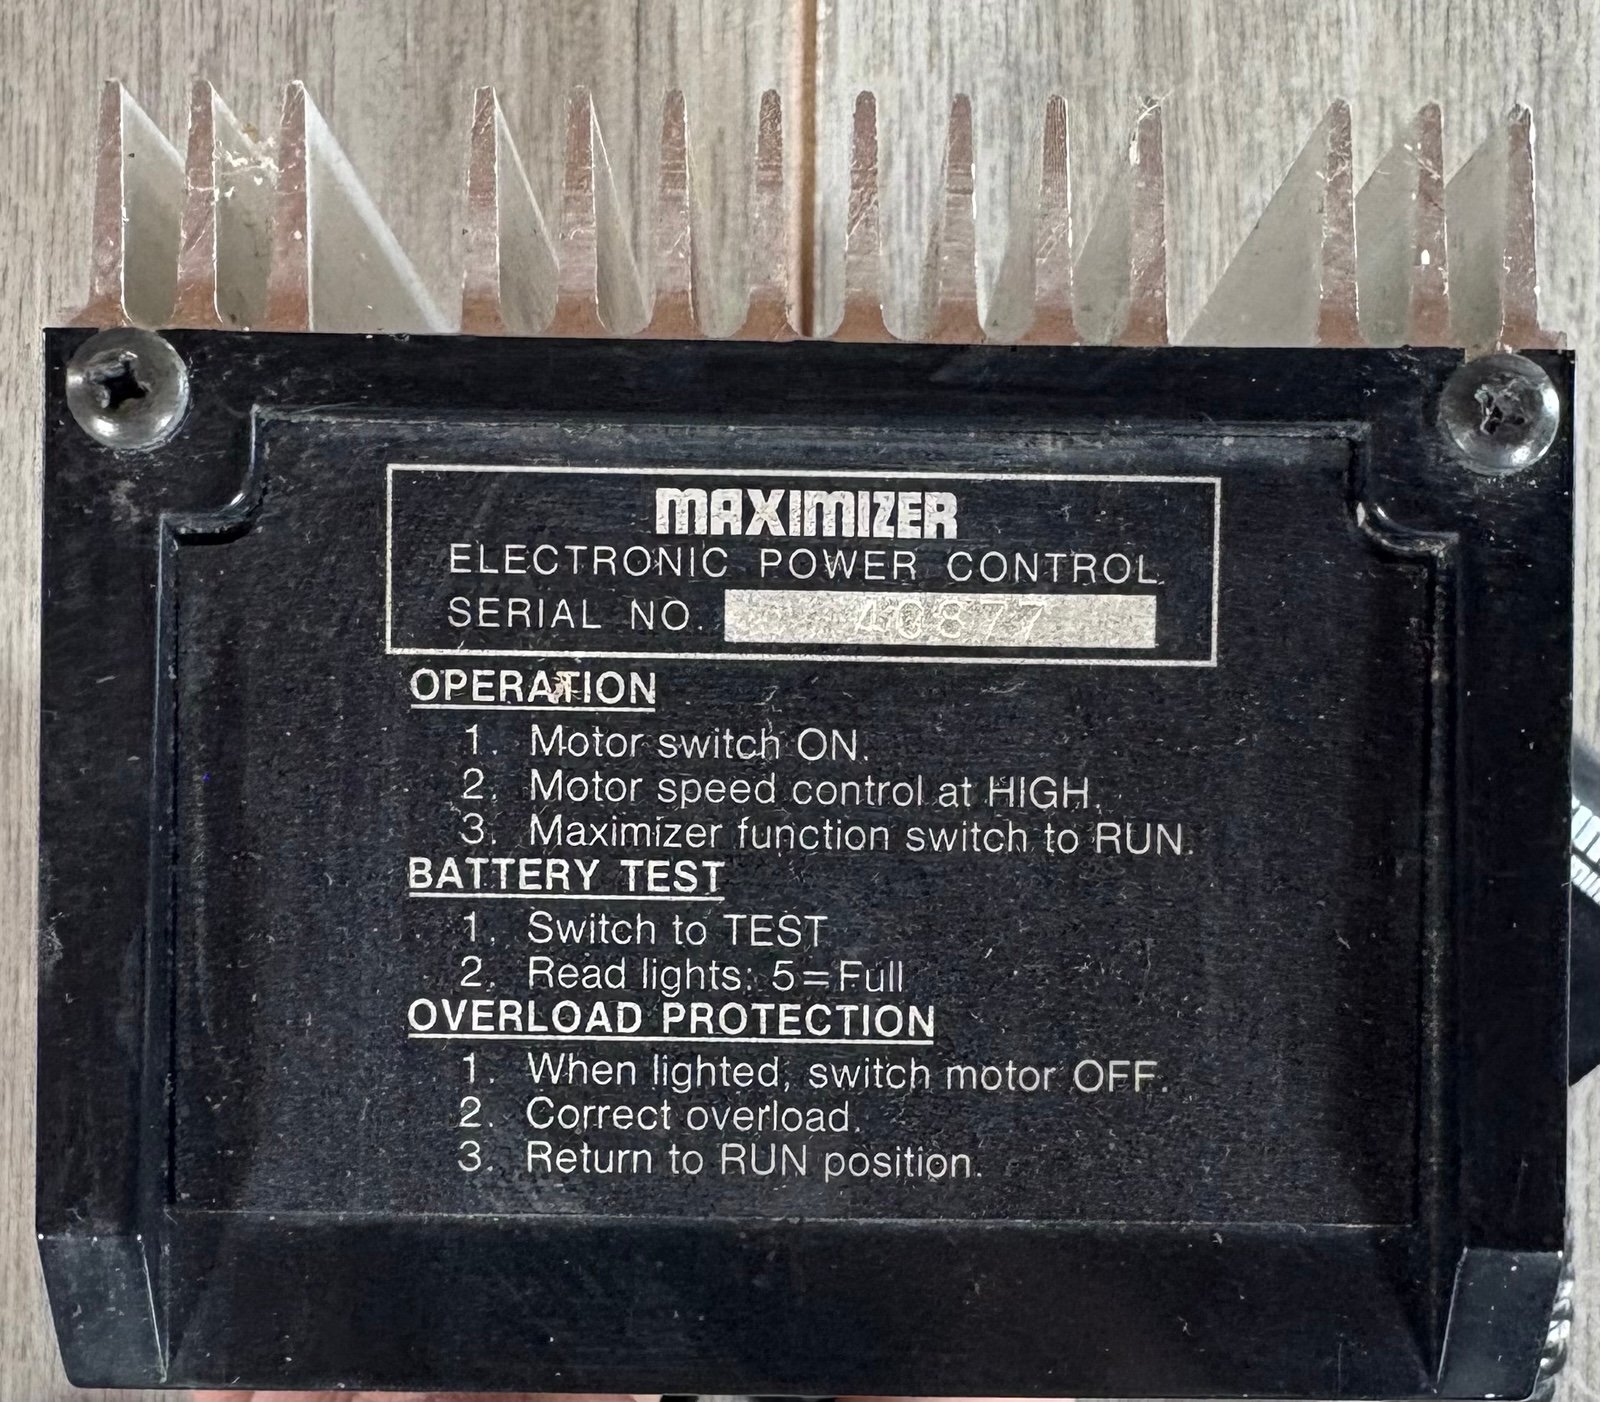 MAXIMIZER
ELECTRONIC POWER CONTROL
SERIAL NO. 40877
OPERATION
1. Motor switch ON.
2. Motor speed control at HIGH.
3. Maximizer function switch to RUN.
BATTERY TEST
1. Switch to TEST
2. Read lights: 5=Full
OVERLOAD PROTECTION
1. When lighted, switch motor OFF.
2. Correct overload.
3. Return to RUN position.